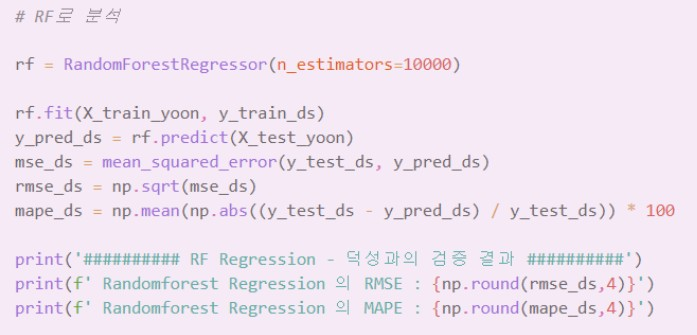 # RF로 분석
rf = RandomForestRegressor(n_estimators=10000)
rf.fit(X_train_yoon, y_train_ds)
y_pred_ds = rf.predict(X_test_yoon)
mse_ds = mean_squared_error(y_test_ds, y_pred_ds)
rmse_ds = np.sqrt(mse_ds)
mape_ds = np.mean(np.abs((y_test_ds - y_pred_ds) / y_test_ds)) * 100
print('########## RF Regression - 덕성과의 검증 결과 ##########')
print(f' Randomforest Regression 의 RMSE : {np.round(rmse_ds,4)}')
print(f' Randomforest Regression 의 MAPE : {np.round(mape_ds,4)}')